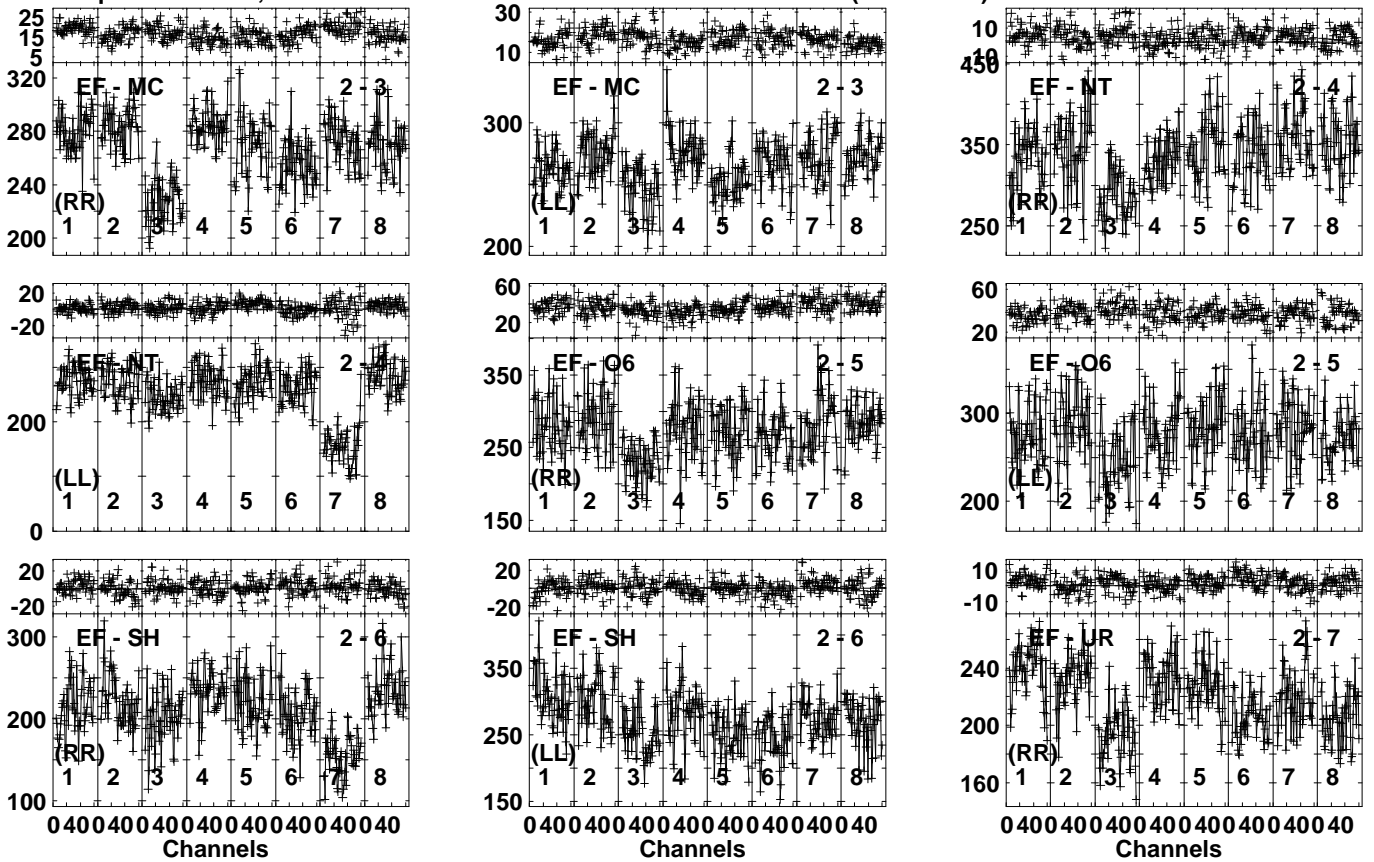 25 15 5
320 280 240 200
EF - MC 2 - 3
(RR)
1 2 3 4 5 6 7 8
30 10
300 200
EF - MC 2 - 3
(LL)
1 2 3 4 5 6 7 8
10 -10
450 350 250
EF - NT 2 - 4
(RR)
1 2 3 4 5 6 7 8
20 -20
200 0
EF - NT 2 - 4
(LL)
1 2 3 4 5 6 7 8
60 20
350 250 150
EF - O6 2 - 5
(RR)
1 2 3 4 5 6 7 8
60 20
300 200
EF - O6 2 - 5
(LL)
1 2 3 4 5 6 7 8
20 -20
300 200 100
EF - SH 2 - 6
(RR)
1 2 3 4 5 6 7 8
0 40 0 40 0 40 0 40 0 40 0 40 0 40 0 40
Channels
20 -20
350 250 150
EF - SH 2 - 6
(LL)
1 2 3 4 5 6 7 8
0 40 0 40 0 40 0 40 0 40 0 40 0 40 0 40
Channels
10 -10
240 200 160
EF - UR 2 - 7
(RR)
1 2 3 4 5 6 7 8
0 40 0 40 0 40 0 40 0 40 0 40 0 40 0 40
Channels